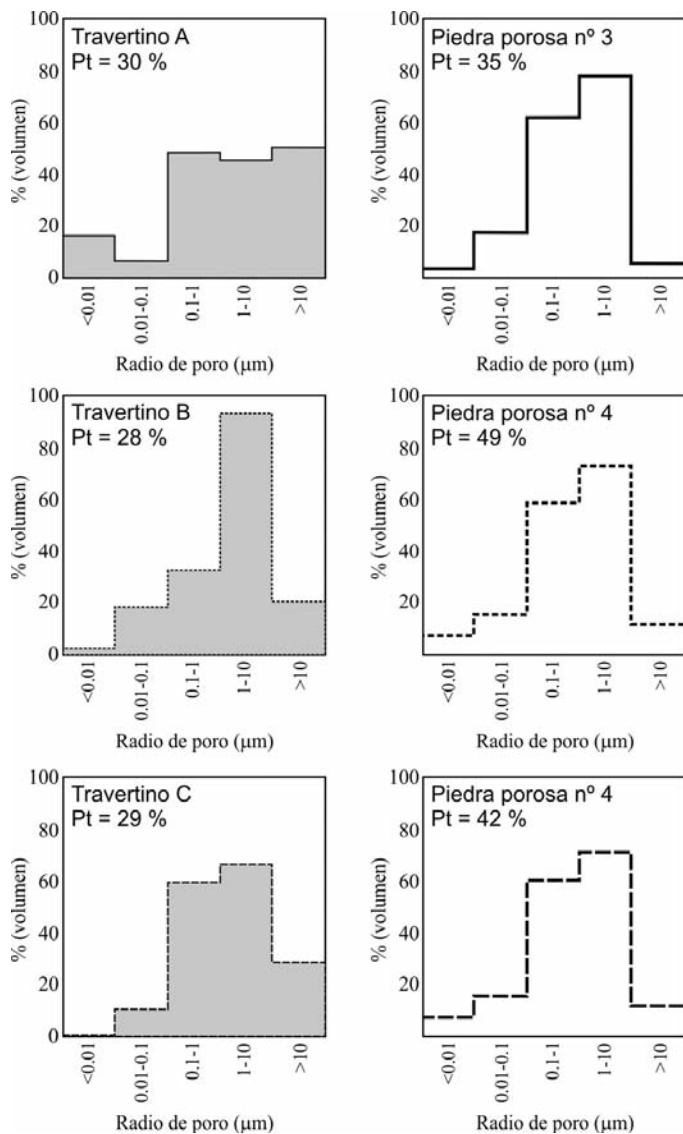 Travertino A
Pt = 30 %
100
80
60
40
20
0
% (volumen)
<0.01
0.01-0.1
0.1-1
1-10
>10
Radio de poro (µm)
Piedra porosa nº 3
Pt = 35 %
100
80
60
40
20
0
% (volumen)
<0.01
0.01-0.1
0.1-1
1-10
>10
Radio de poro (µm)
Travertino B
Pt = 28 %
100
80
60
40
20
0
% (volumen)
<0.01
0.01-0.1
0.1-1
1-10
>10
Radio de poro (µm)
Piedra porosa nº 4
Pt = 49 %
100
80
60
40
20
0
% (volumen)
<0.01
0.01-0.1
0.1-1
1-10
>10
Radio de poro (µm)
Travertino C
Pt = 29 %
100
80
60
40
20
0
% (volumen)
<0.01
0.01-0.1
0.1-1
1-10
>10
Radio de poro (µm)
Piedra porosa nº 4
Pt = 42 %
100
80
60
40
20
0
% (volumen)
<0.01
0.01-0.1
0.1-1
1-10
>10
Radio de poro (µm)